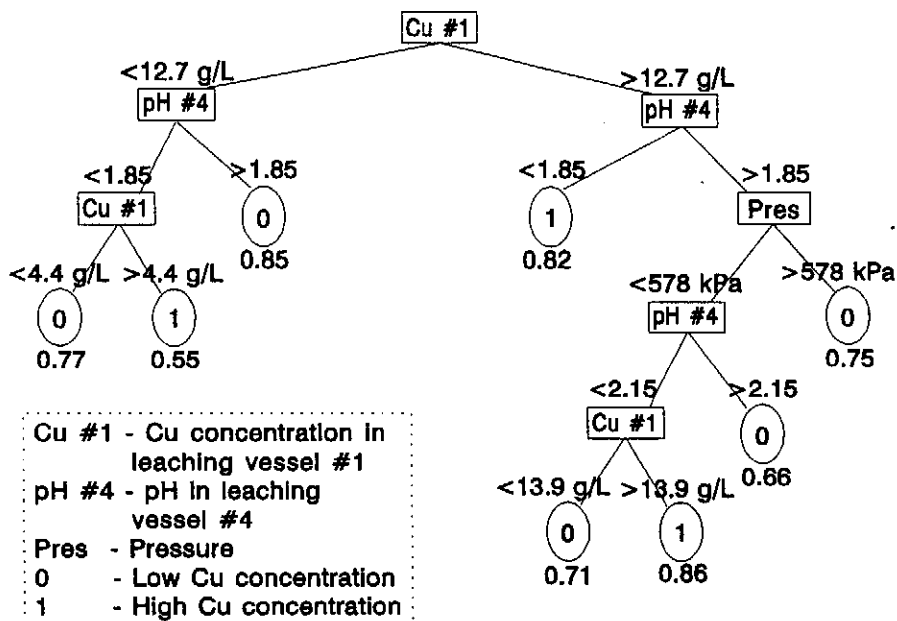 Cu #1
<12.7 g/L >12.7 g/L
pH #4 pH #4
<1.85 >1.85 <1.85 >1.85
Cu #1 0 1 Pres
0.85 0.82
<4.4 g/L >4.4 g/L <578 kPa >578 kPa
0 1 pH #4 0
0.77 0.55 0.75
<2.15 >2.15
Cu #1 0
0.66
<13.9 g/L >13.9 g/L
0 1
0.71 0.86
Cu #1 - Cu concentration in
leaching vessel #1
pH #4 - pH in leaching
vessel #4
Pres - Pressure
0 - Low Cu concentration
1 - High Cu concentration